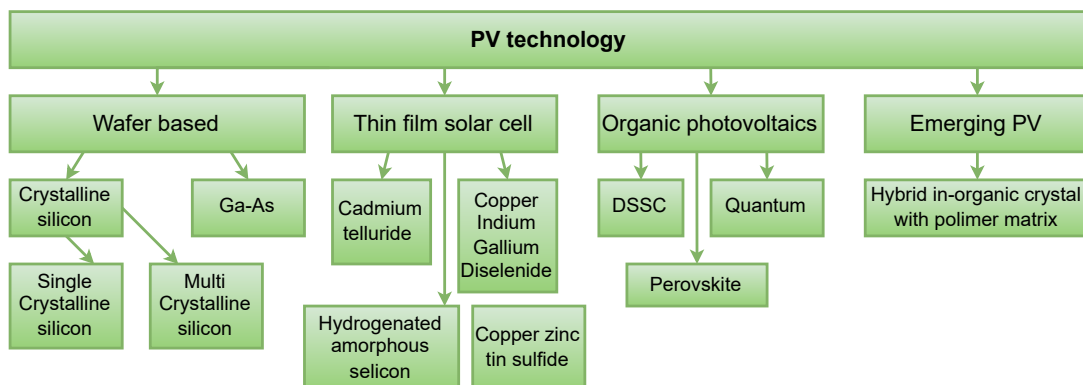 PV technology
Wafer based
Thin film solar cell
Organic photovoltaics
Emerging PV
Crystalline
silicon
Ga-As
Cadmium
telluride
Copper
Indium
Gallium
Diselenide
DSSC
Quantum
Hybrid in-organic crystal
with polimer matrix
Single
Crystalline
silicon
Multi
Crystalline
silicon
Perovskite
Hydrogenated
amorphous
selicon
Copper zinc
tin sulfide